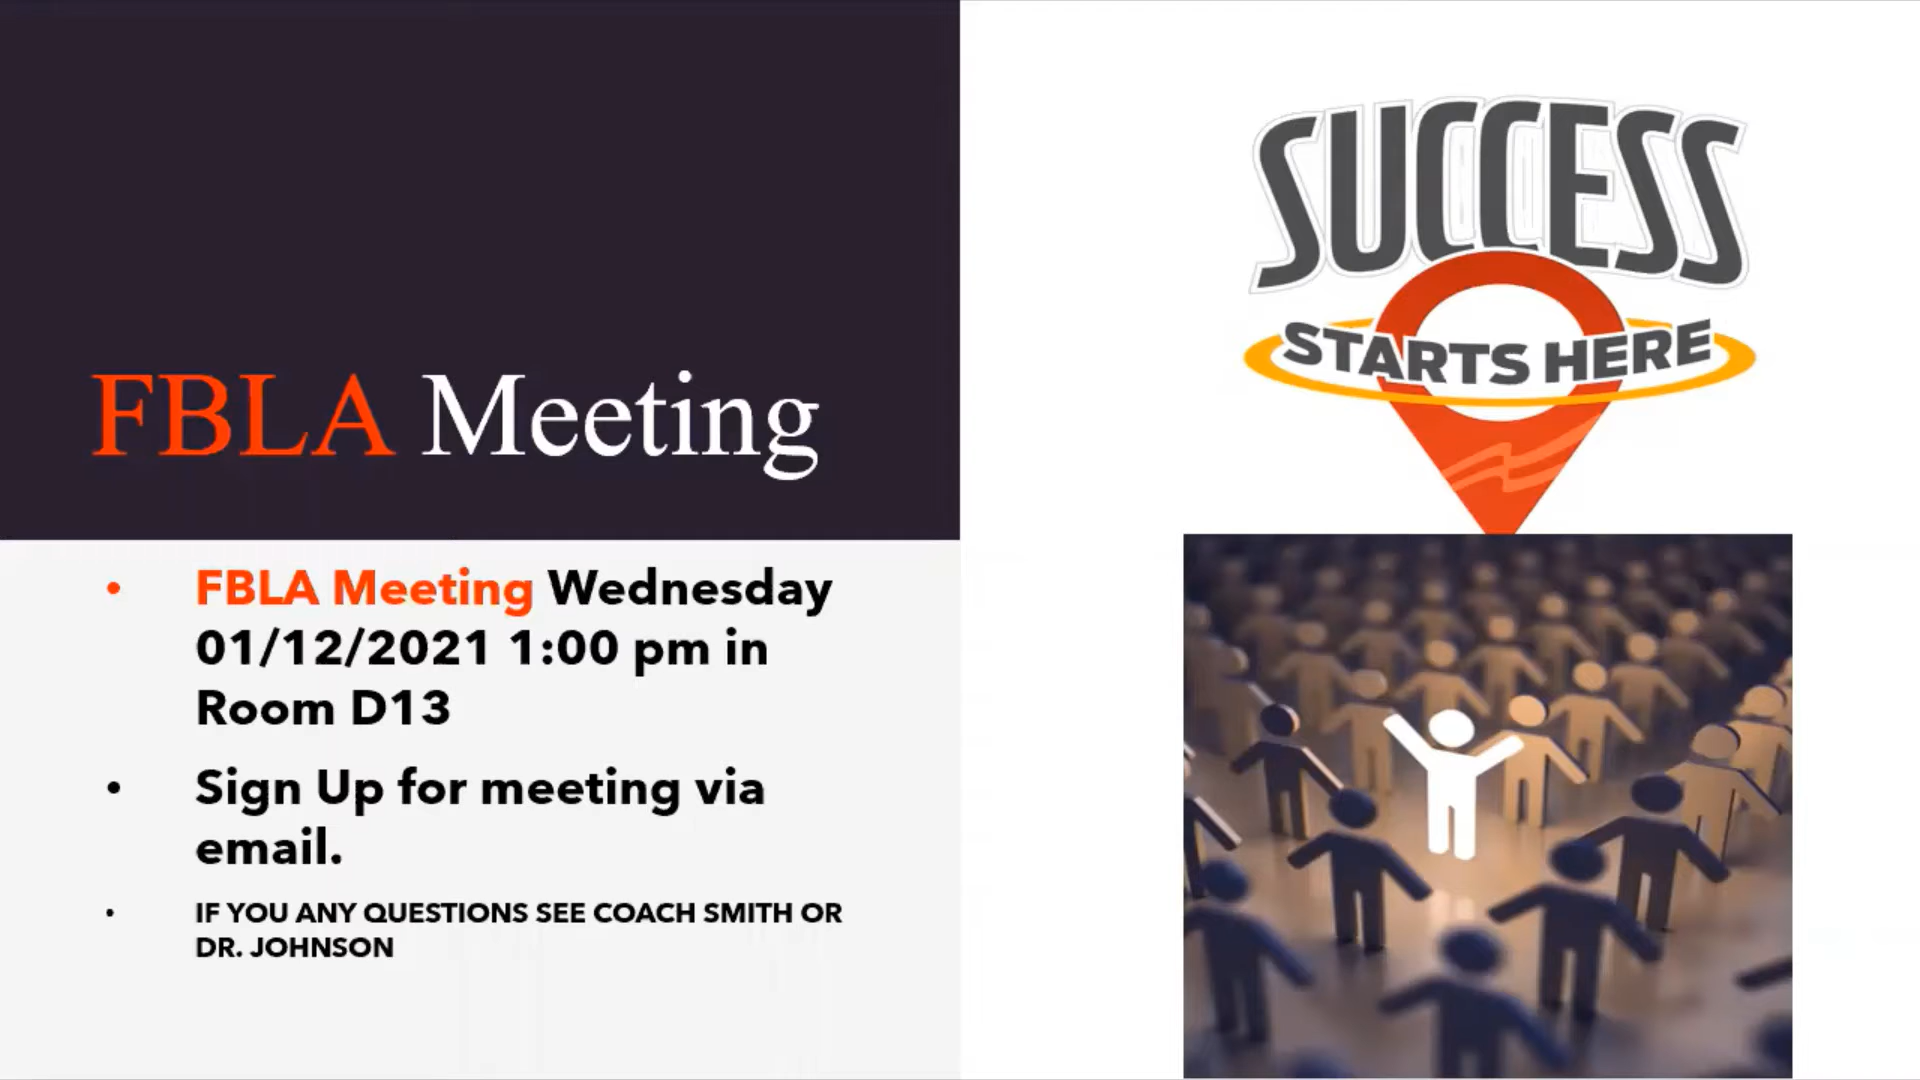 FBLA Meeting
• FBLA Meeting Wednesday
01/12/2021 1:00 pm in
Room D13
• Sign Up for meeting via
email.
• IF YOU ANY QUESTIONS SEE COACH SMITH OR
DR. JOHNSON
SUCCESS
STARTS HERE